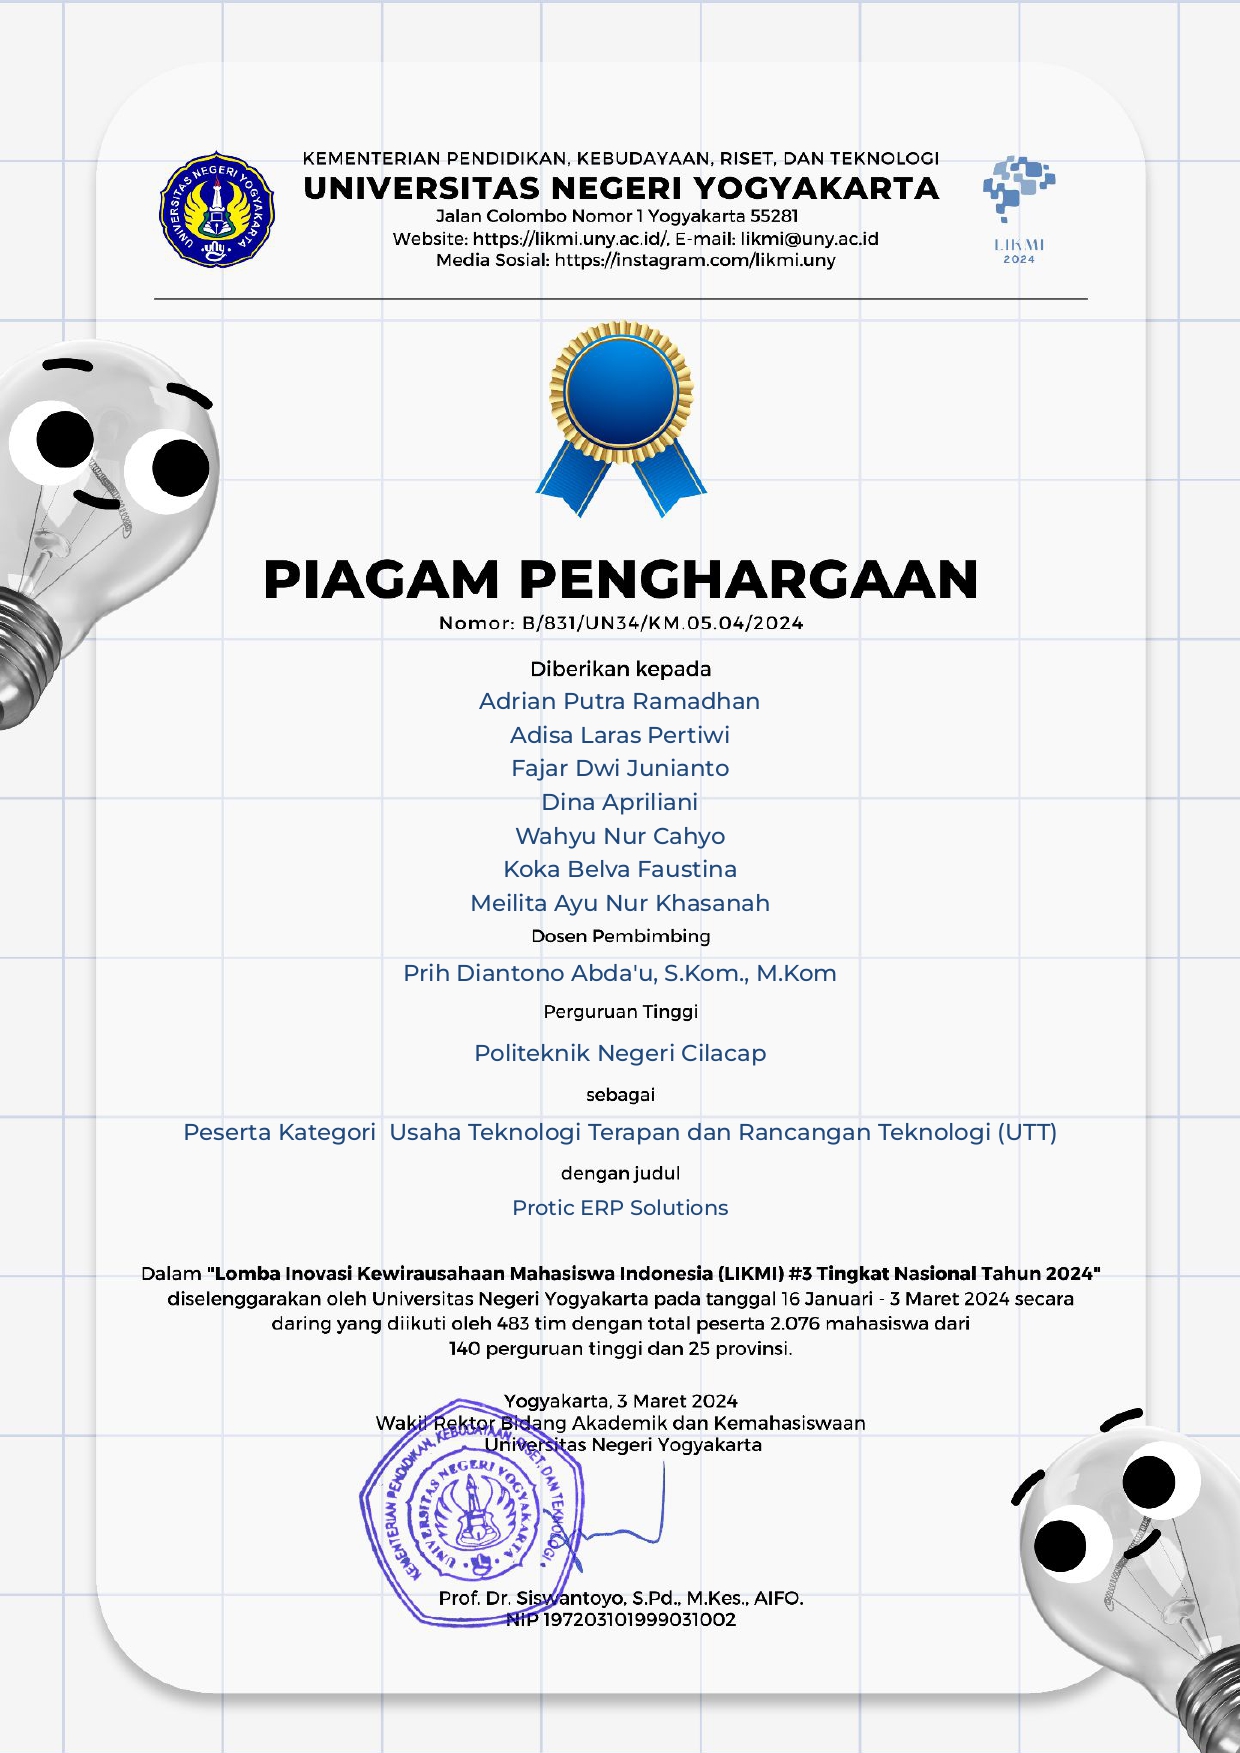 KEMENTERIAN PENDIDIKAN, KEBUDAYAAN, RISET, DAN TEKNOLOGI
UNIVERSITAS NEGERI YOGYAKARTA
Jalan Colombo Nomor 1 Yogyakarta 55281
Website: https://likmi.uny.ac.id/, E-mail: likmi@uny.ac.id
Media Sosial: https://instagram.com/likmi.uny
UNIVERSITAS NEGERI YOGYAKARTA
uny
LIKMI
2024
PIAGAM PENGHARGAAN
Nomor: B/831/UN34/KM.05.04/2024
Diberikan kepada
Adrian Putra Ramadhan
Adisa Laras Pertiwi
Fajar Dwi Junianto
Dina Apriliani
Wahyu Nur Cahyo
Koka Belva Faustina
Meilita Ayu Nur Khasanah
Dosen Pembimbing
Prih Diantono Abda'u, S.Kom., M.Kom
Perguruan Tinggi
Politeknik Negeri Cilacap
sebagai
Peserta Kategori Usaha Teknologi Terapan dan Rancangan Teknologi (UTT)
dengan judul
Protic ERP Solutions
Dalam "Lomba Inovasi Kewirausahaan Mahasiswa Indonesia (LIKMI) #3 Tingkat Nasional Tahun 2024"
diselenggarakan oleh Universitas Negeri Yogyakarta pada tanggal 16 Januari - 3 Maret 2024 secara
daring yang diikuti oleh 483 tim dengan total peserta 2.076 mahasiswa dari
140 perguruan tinggi dan 25 provinsi.
Yogyakarta, 3 Maret 2024
Wakil Rektor Bidang Akademik dan Kemahasiswaan
Universitas Negeri Yogyakarta
KEMENTERIAN PENDIDIKAN, KEBUDAYAAN, RISET, DAN TEKNOLOGI
UNIVERSITAS NEGERI YOGYAKARTA
Prof. Dr. Siswantoyo, S.Pd., M.Kes., AIFO.
NIP 197203101999031002